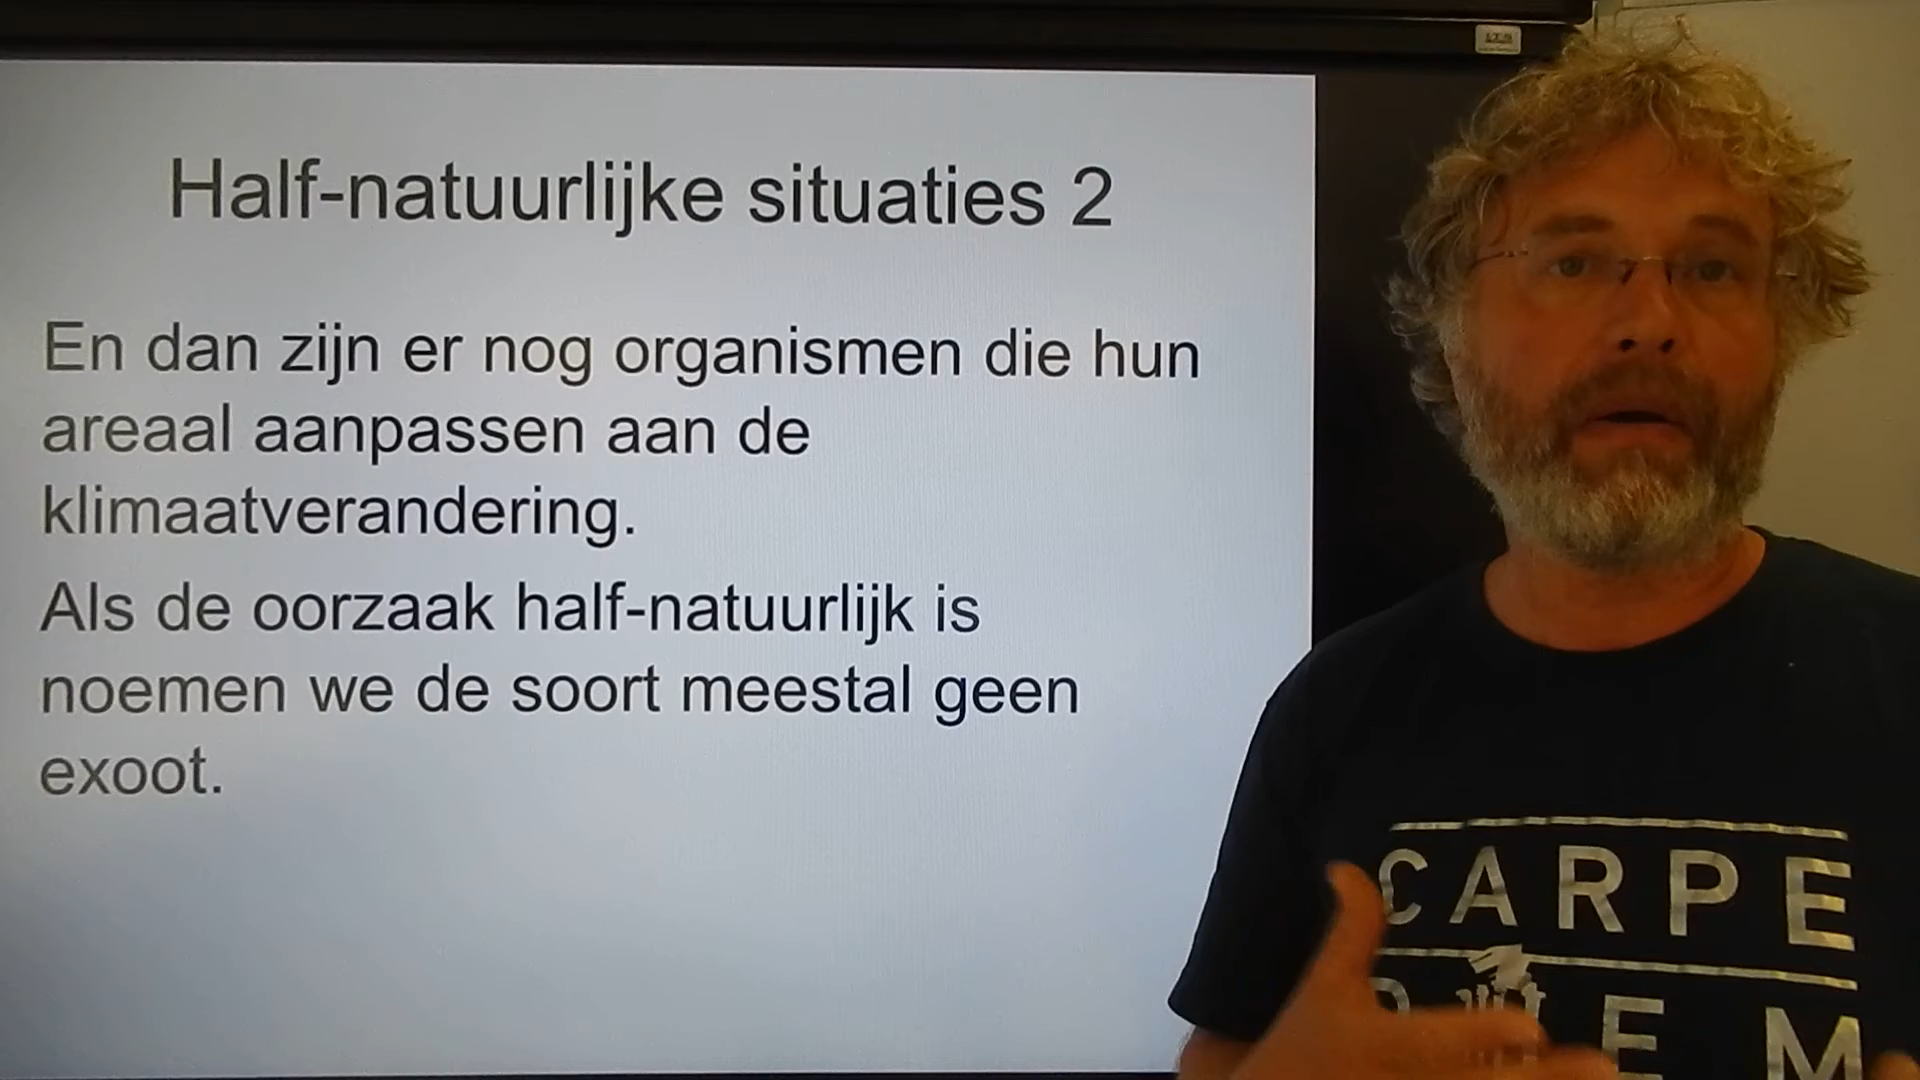 Half-natuurlijke situaties 2
En dan zijn er nog organismen die hun
areaal aanpassen aan de
klimaatverandering.
Als de oorzaak half-natuurlijk is
noemen we de soort meestal geen
exoot.
CARPE
D E M